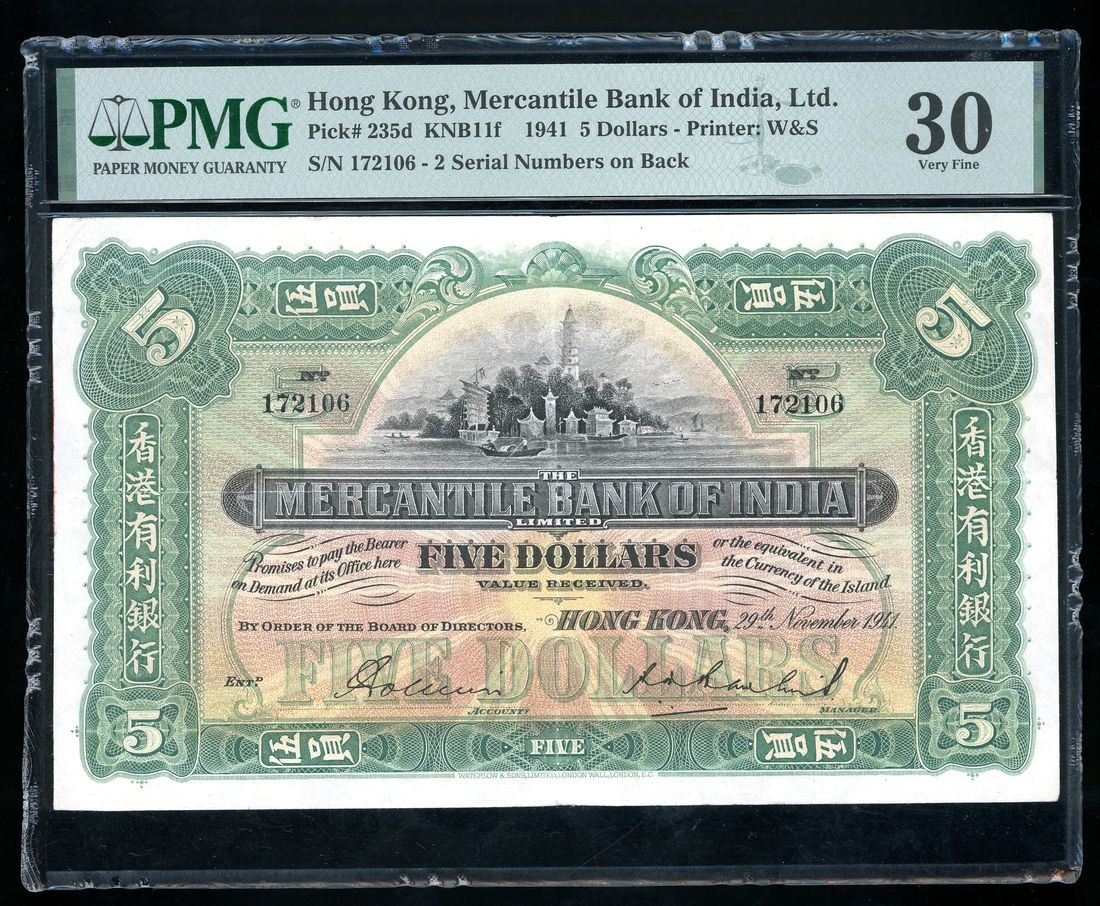 PMG®
PAPER MONEY GUARANTY
Hong Kong, Mercantile Bank of India, Ltd.
Pick# 235d KNB11f 1941 5 Dollars - Printer: W&S
S/N 172106 - 2 Serial Numbers on Back
30
Very Fine
5
伍員
伍員
5
Nº
172106
Nº
172106
香港有利銀行
香港有利銀行
THE
MERCANTILE BANK OF INDIA
LIMITED
Promises to pay the Bearer
on Demand at its Office here
FIVE DOLLARS
VALUE RECEIVED.
or the equivalent in
the Currency of the Island.
HONG KONG, 29th November 1941.
BY ORDER OF THE BOARD OF DIRECTORS,
FIVE DOLLARS
ENTD
ACCOUNTT
MANAGER
5
伍員
FIVE
伍員
5
WATERLOW & SONS, LIMITED, LONDON WALL, LONDON, E.C.